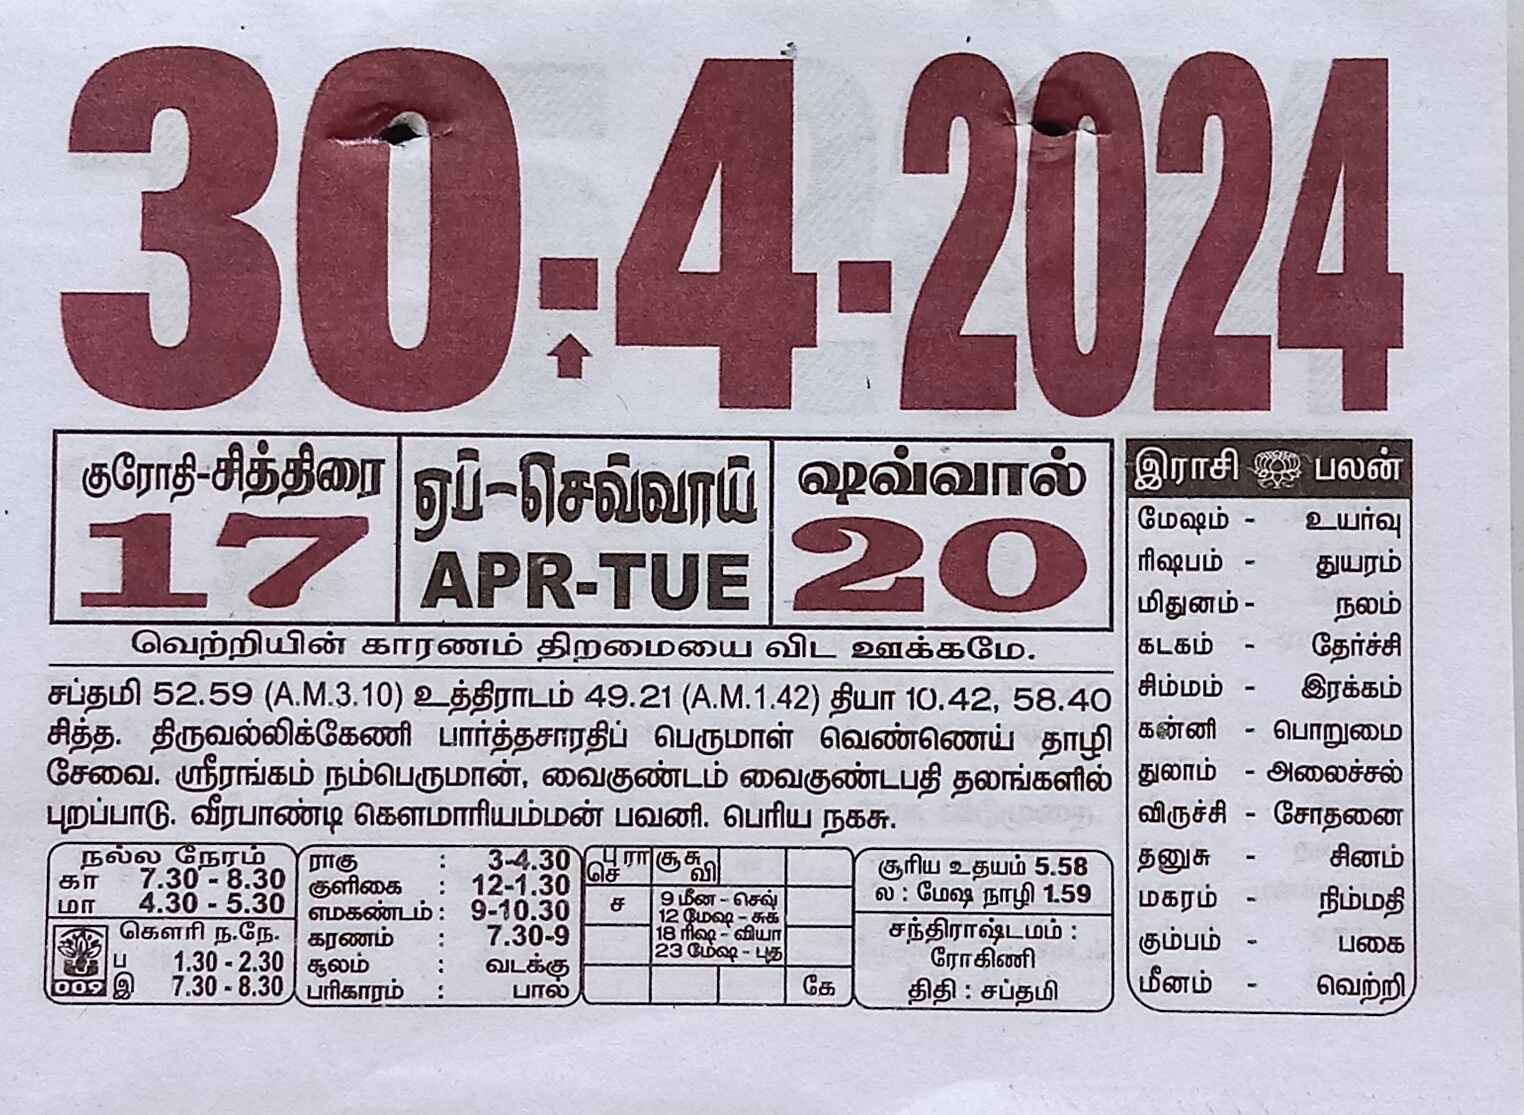 30-4-2024
குரோதி-சித்திரை
17
ஏப்-செவ்வாய்
APR-TUE
ஷவ்வால்
20
வெற்றியின் காரணம் திறமையை விட ஊக்கமே.
சப்தமி 52.59 (A.M.3.10) உத்திராடம் 49.21 (A.M.1.42) தியா 10.42, 58.40
சித்த. திருவல்லிக்கேணி பார்த்தசாரதிப் பெருமாள் வெண்ணெய் தாழி
சேவை. ஸ்ரீரங்கம் நம்பெருமான், வைகுண்டம் வைகுண்டபதி தலங்களில்
புறப்பாடு. வீரபாண்டி கௌமாரியம்மன் பவனி. பெரிய நகசு.
நல்ல நேரம்
கா 7.30 - 8.30
மா 4.30 - 5.30
கௌரி ந.நே.
ப 1.30 - 2.30
இ 7.30 - 8.30
009
ராகு : 3-4.30
குளிகை : 12-1.30
எமகண்டம் : 9-10.30
கரணம் : 7.30-9
சூலம் : வடக்கு
பரிகாரம் : பால்
பு ரா சூ சு
செ வி
ச
9 மீன - செவ்
12 மேஷ - சுக்
18 ரிஷ - வியா
23 மேஷ - புத
கே
சூரிய உதயம் 5.58
ல : மேஷ நாழி 1.59
சந்திராஷ்டமம் :
ரோகிணி
திதி : சப்தமி
இராசி பலன்
மேஷம் - உயர்வு
ரிஷபம் - துயரம்
மிதுனம் - நலம்
கடகம் - தேர்ச்சி
சிம்மம் - இரக்கம்
கன்னி - பொறுமை
துலாம் - அலைச்சல்
விருச்சி - சோதனை
தனுசு - சினம்
மகரம் - நிம்மதி
கும்பம் - பகை
மீனம் - வெற்றி